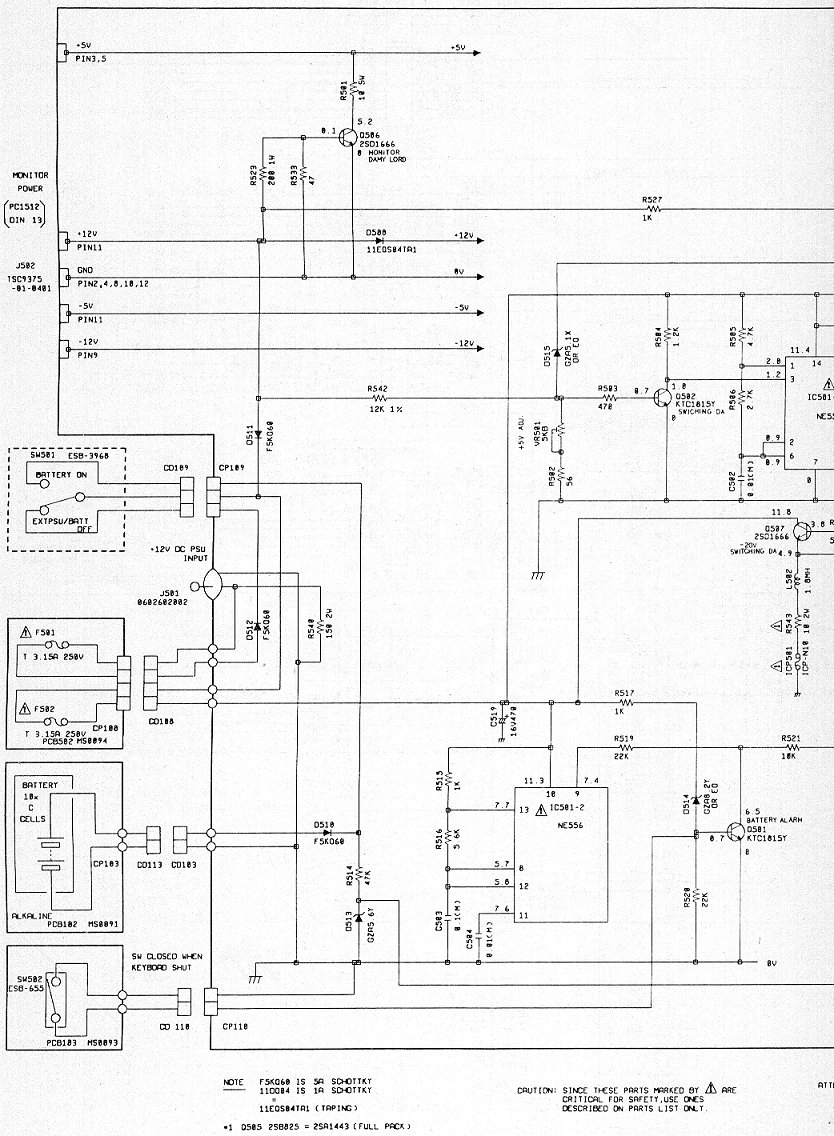 +5V
PIN3,5
+5V
R501
10 5W
5.2
0.1
Q506
2SD1666
0 MONITOR
DAMY LORD
R523
200 1W
R533
47
MONITOR
POWER
(PC1512
DIN 13)
R527
1K
+12V
PIN11
D508
11EQS04TA1
+12V
J502
TSC9375
-01-0401
GND
PIN2,4,8,10,12
0V
-5V
PIN11
-5V
-12V
PIN9
-12V
D515
GZA5.1X
OR EQ
R504
1.2K
R505
4.7K
11.4
14
2.0
1
1.2
3
IC501-
NE55
R542
12K 1%
R503
470
0.7
1.0
Q502
KTC1815Y
SWICHING DA
0
R506
2.7K
+5V ADJ.
VR501
5KB
R502
56
0.9
2
6
0.9
7
0
C502
0.01(M)
D511
F5KQ60
SW501 ESB-3968
BATTERY ON
EXTPSU/BATT
OFF
CD109
CP109
+12V DC PSU
INPUT
J501
0602602002
11.8
Q507
2SD1666
3.8
-20V
SWITCHING DA
4.9
L502
1.8MH
R543
10 2W
ICP501
ICP-N10
F501
T 3.15A 250V
F502
T 3.15A 250V
PCB502 MS0094
CP100
CD100
D512
F5KQ60
R540
150 2W
C519
16V470
R517
1K
R519
22K
R521
10K
BATTERY
10x
C
CELLS
ALKALINE
PCB102 MS0091
CP103
CD113
CD103
D510
F5KQ60
R514
47K
D513
GZA5.6Y
R515
1K
R516
5.6K
C503
0.1(M)
C504
0.01(M)
11.3
10
7.4
9
7.7
13
IC501-2
NE556
5.7
8
5.8
12
7.6
11
D514
GZA8.2Y
OR EQ
6.5
BATTERY ALARM
Q501
KTC1815Y
0.7
0
R520
22K
0V
SW502
ESB-655
PCB103 MS0093
SW CLOSED WHEN
KEYBORD SHUT
CD 110
CP110
NOTE F5KQ60 IS 5A SCHOTTKY
11DQ04 IS 1A SCHOTTKY
=
11EQS04TA1 (TAPING)
*1 Q505 2SB825 = 2SA1443 (FULL PACK)
CAUTION: SINCE THESE PARTS MARKED BY ⚠ ARE
CRITICAL FOR SAFETY,USE ONES
DESCRIBED ON PARTS LIST ONLY.
ATTE